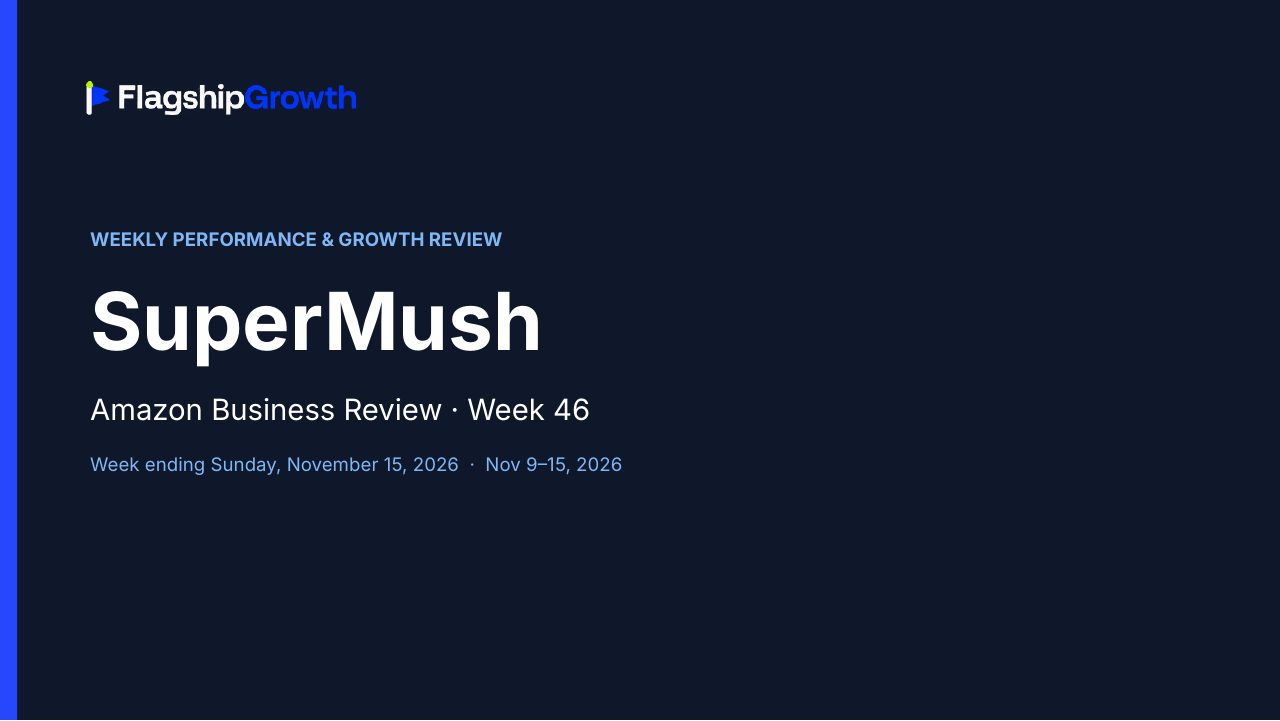 FlagshipGrowth
WEEKLY PERFORMANCE & GROWTH REVIEW
SuperMush
Amazon Business Review · Week 46
Week ending Sunday, November 15, 2026 · Nov 9–15, 2026